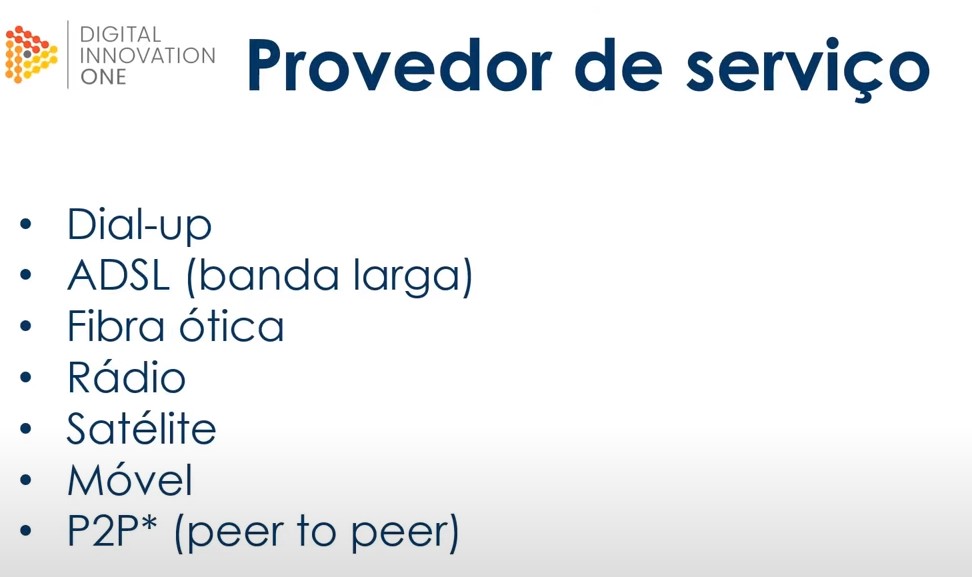 DIGITAL
INNOVATION
ONE
Provedor de serviço
• Dial-up
• ADSL (banda larga)
• Fibra ótica
• Rádio
• Satélite
• Móvel
• P2P* (peer to peer)